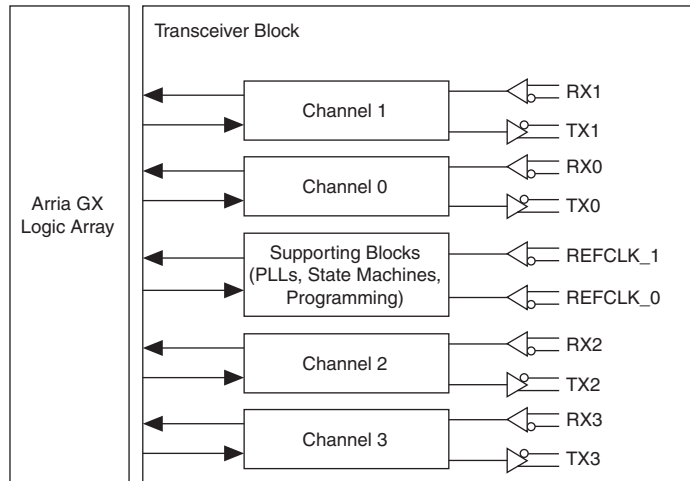 Transceiver Block
Arria GX
Logic Array
Channel 1
RX1
TX1
Channel 0
RX0
TX0
Supporting Blocks
(PLLs, State Machines,
Programming)
REFCLK_1
REFCLK_0
Channel 2
RX2
TX2
Channel 3
RX3
TX3